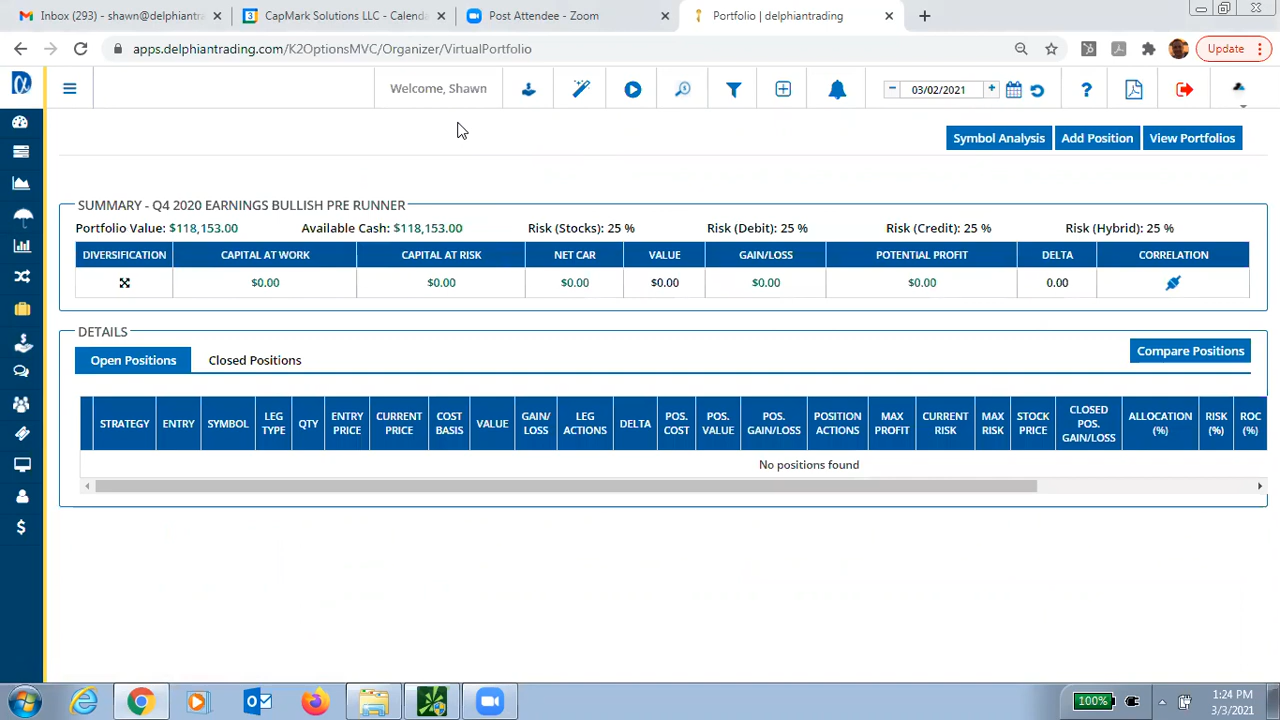 Inbox (293) - shawn@delphiantrading
CapMark Solutions LLC - Calenda
Post Attendee - Zoom
Portfolio | delphiantrading
apps.delphiantrading.com/K2OptionsMVC/Organizer/VirtualPortfolio
Update
Welcome, Shawn
03/02/2021
Symbol Analysis
Add Position
View Portfolios
SUMMARY - Q4 2020 EARNINGS BULLISH PRE RUNNER
Portfolio Value: $118,153.00 Available Cash: $118,153.00 Risk (Stocks): 25 % Risk (Debit): 25 % Risk (Credit): 25 % Risk (Hybrid): 25 %
DIVERSIFICATION CAPITAL AT WORK CAPITAL AT RISK NET CAR VALUE GAIN/LOSS POTENTIAL PROFIT DELTA CORRELATION
$0.00 $0.00 $0.00 $0.00 $0.00 $0.00 0.00
DETAILS
Open Positions Closed Positions
Compare Positions
STRATEGY ENTRY SYMBOL LEG TYPE QTY ENTRY PRICE CURRENT PRICE COST BASIS VALUE GAIN/ LOSS LEG ACTIONS DELTA POS. COST POS. VALUE POS. GAIN/LOSS POSITION ACTIONS MAX PROFIT CURRENT RISK MAX RISK STOCK PRICE CLOSED POS. GAIN/LOSS ALLOCATION (%) RISK (%) ROC (%)
No positions found
100%
1:24 PM
3/3/2021